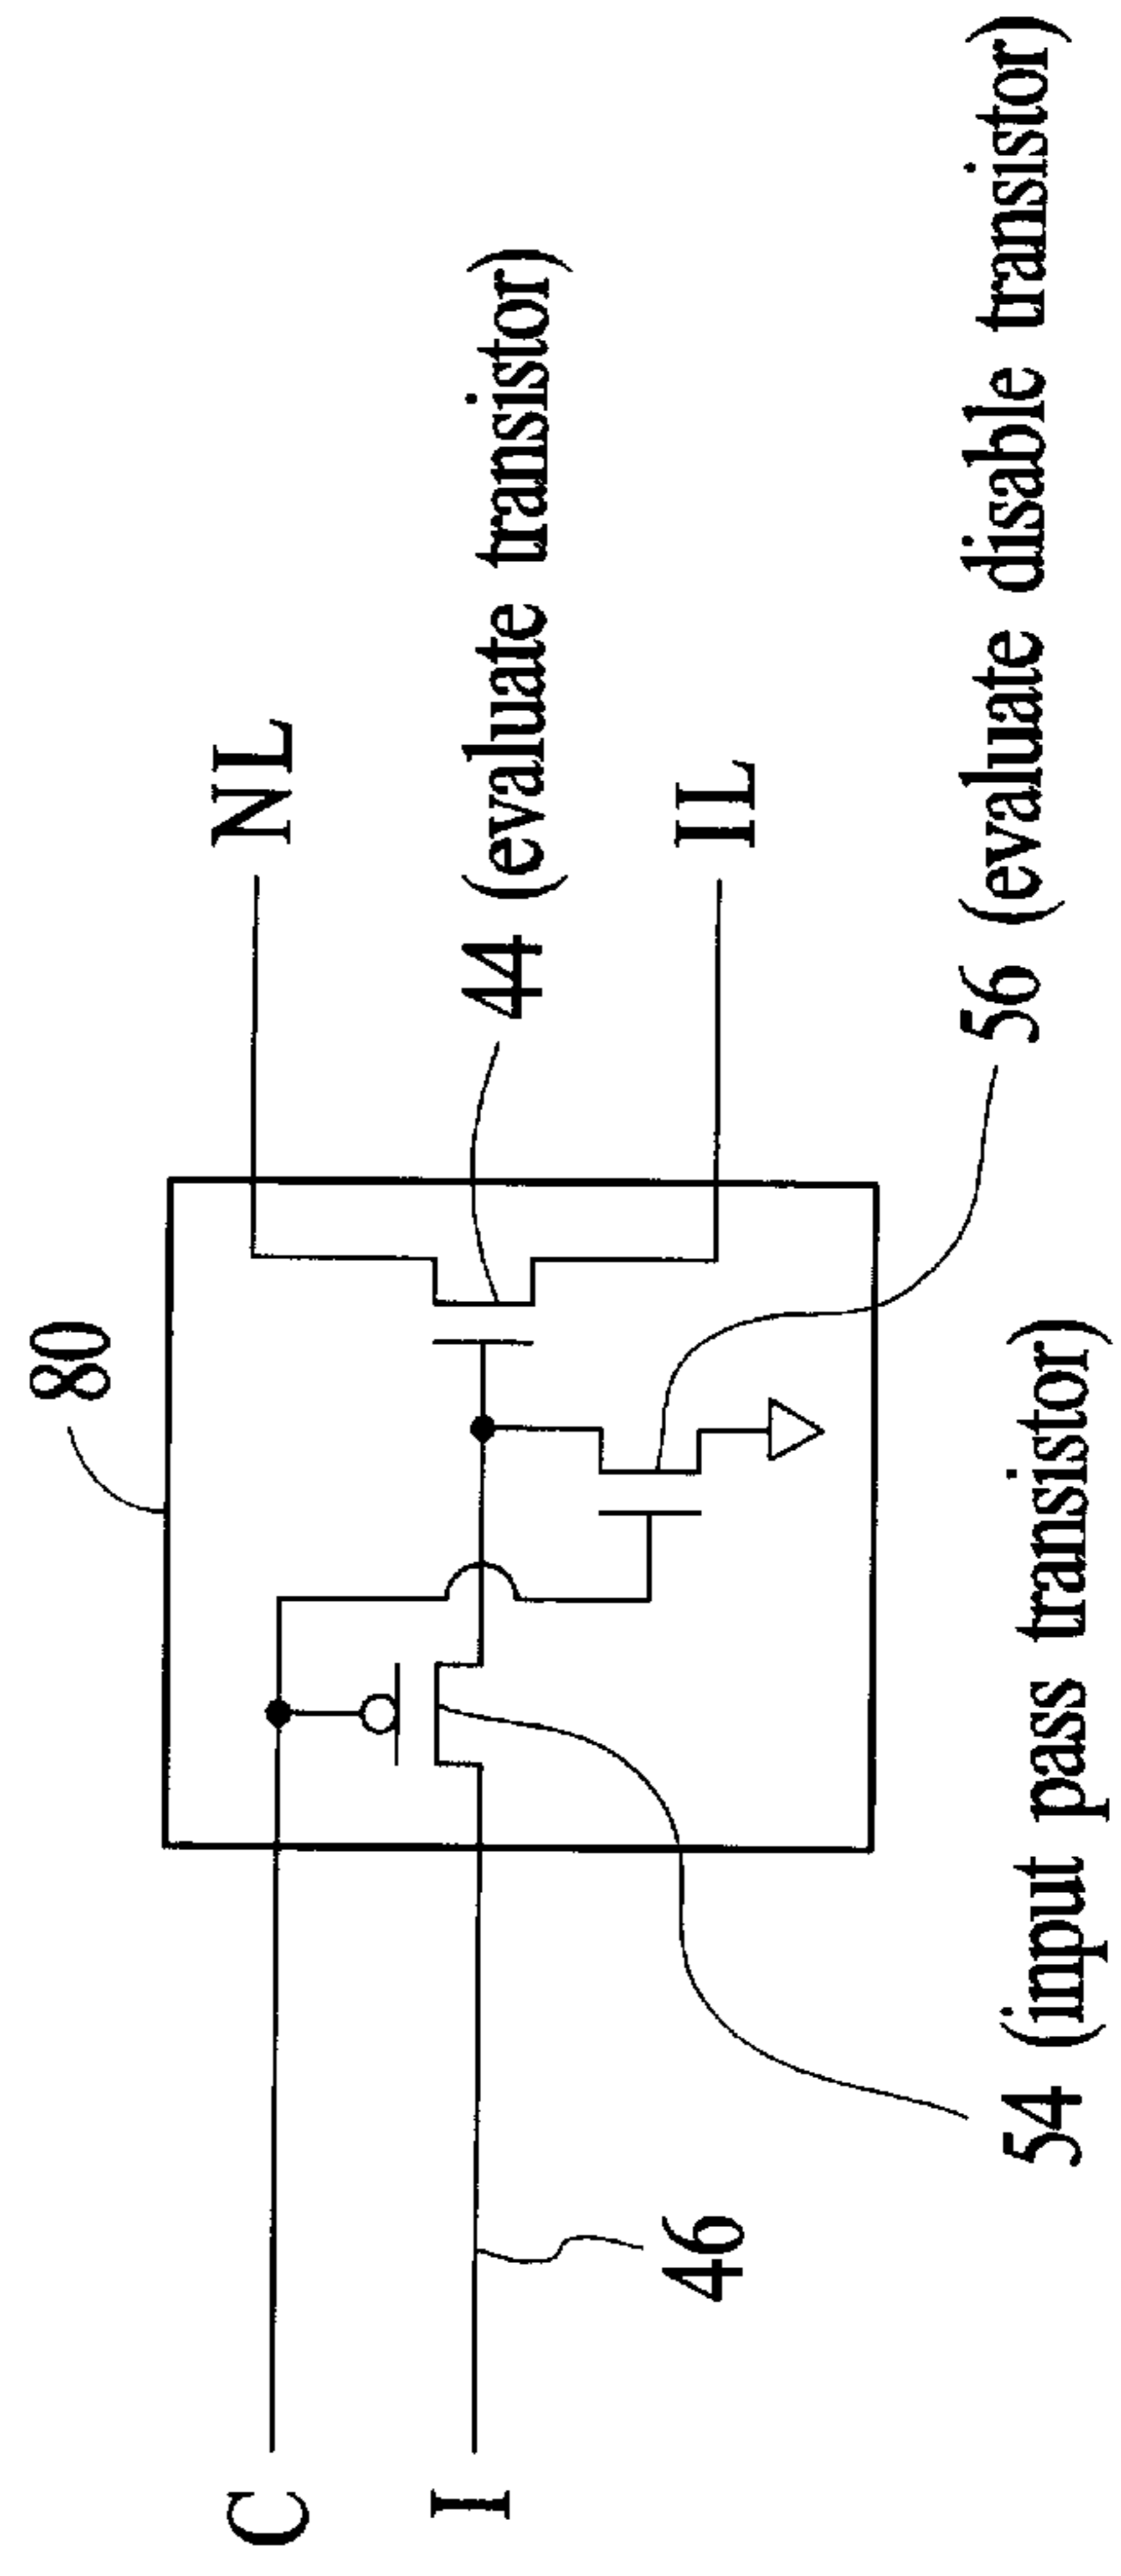 80
C
NL
I
44 (evaluate transistor)
46
IL
56 (evaluate disable transistor)
54 (input pass transistor)